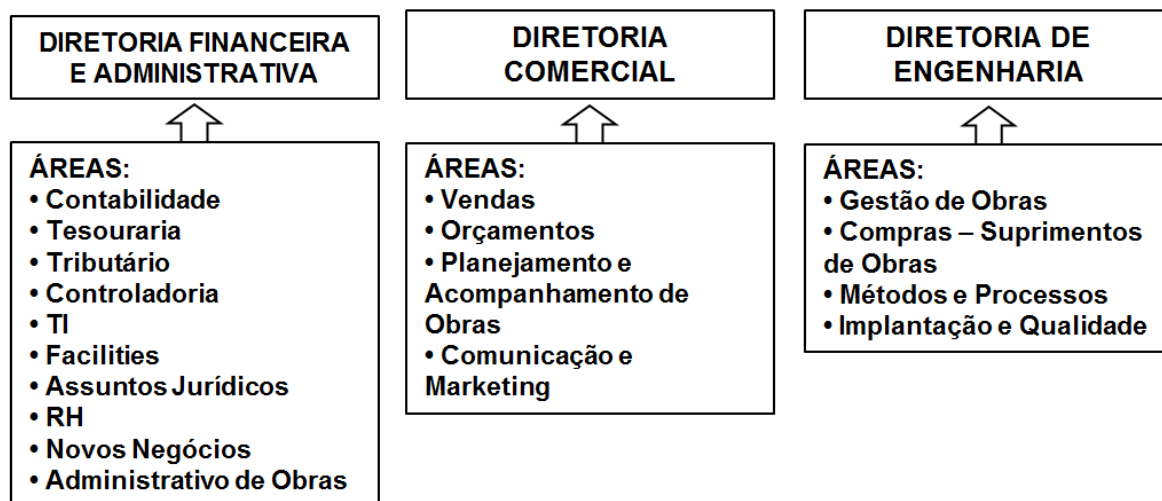 DIRETORIA FINANCEIRA
E ADMINISTRATIVA
ÁREAS:
• Contabilidade
• Tesouraria
• Tributário
• Controladoria
• TI
• Facilities
• Assuntos Jurídicos
• RH
• Novos Negócios
• Administrativo de Obras
DIRETORIA
COMERCIAL
ÁREAS:
• Vendas
• Orçamentos
• Planejamento e
Acompanhamento de
Obras
• Comunicação e
Marketing
DIRETORIA DE
ENGENHARIA
ÁREAS:
• Gestão de Obras
• Compras – Suprimentos
de Obras
• Métodos e Processos
• Implantação e Qualidade